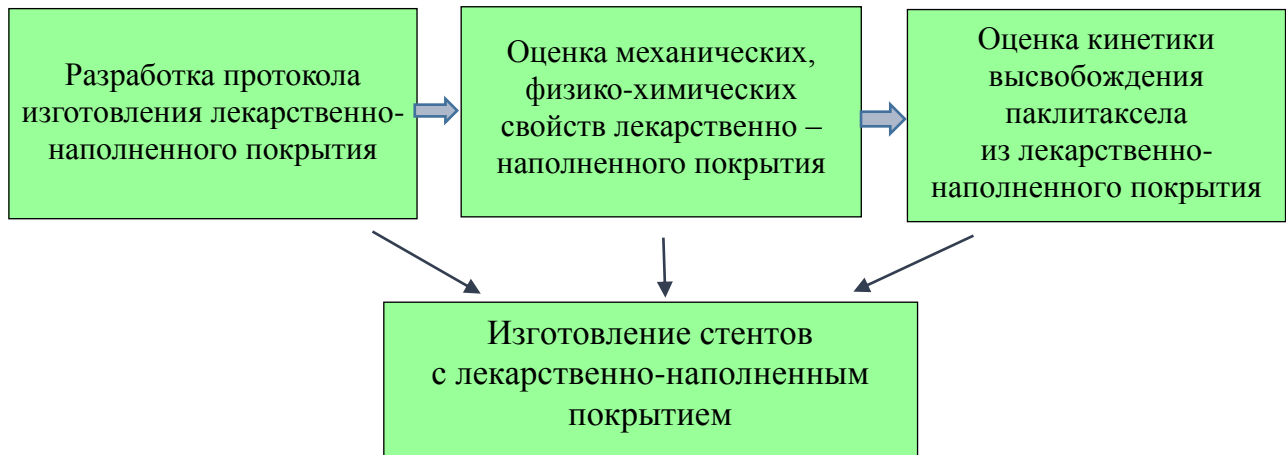 Разработка протокола
изготовления лекарственно-
наполненного покрытия
Оценка механических,
физико-химических
свойств лекарственно –
наполненного покрытия
Оценка кинетики
высвобождения
паклитаксела
из лекарственно-
наполненного покрытия
Изготовление стентов
с лекарственно-наполненным
покрытием